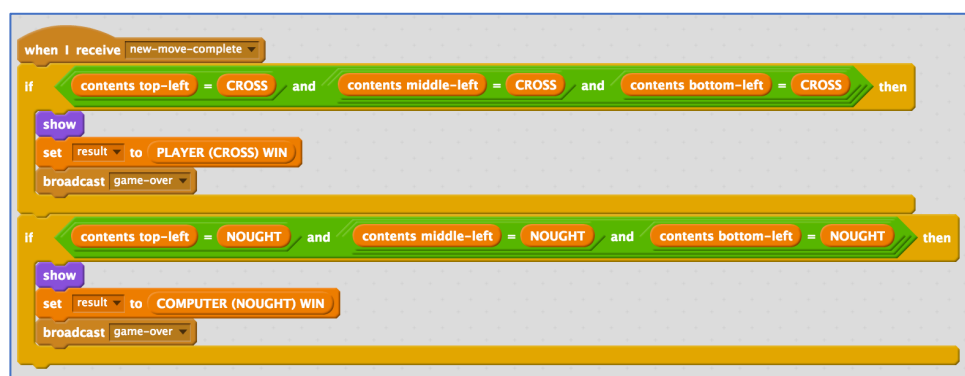 when I receive new-move-complete
if contents top-left = CROSS and contents middle-left = CROSS and contents bottom-left = CROSS then
show
set result to PLAYER (CROSS) WIN
broadcast game-over
if contents top-left = NOUGHT and contents middle-left = NOUGHT and contents bottom-left = NOUGHT then
show
set result to COMPUTER (NOUGHT) WIN
broadcast game-over